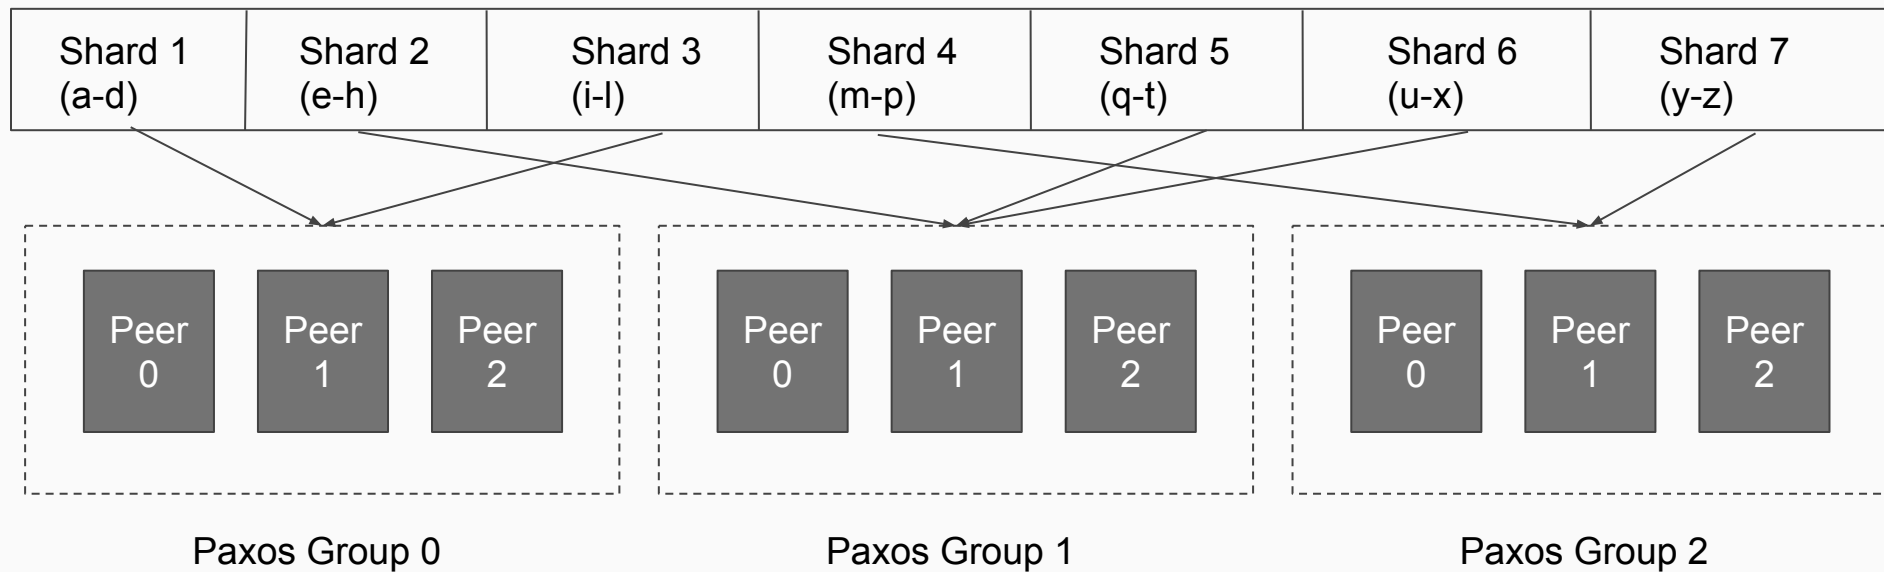 Shard 1
(a-d)
Shard 2
(e-h)
Shard 3
(i-l)
Shard 4
(m-p)
Shard 5
(q-t)
Shard 6
(u-x)
Shard 7
(y-z)
Peer
0
Peer
1
Peer
2
Peer
0
Peer
1
Peer
2
Peer
0
Peer
1
Peer
2
Paxos Group 0
Paxos Group 1
Paxos Group 2